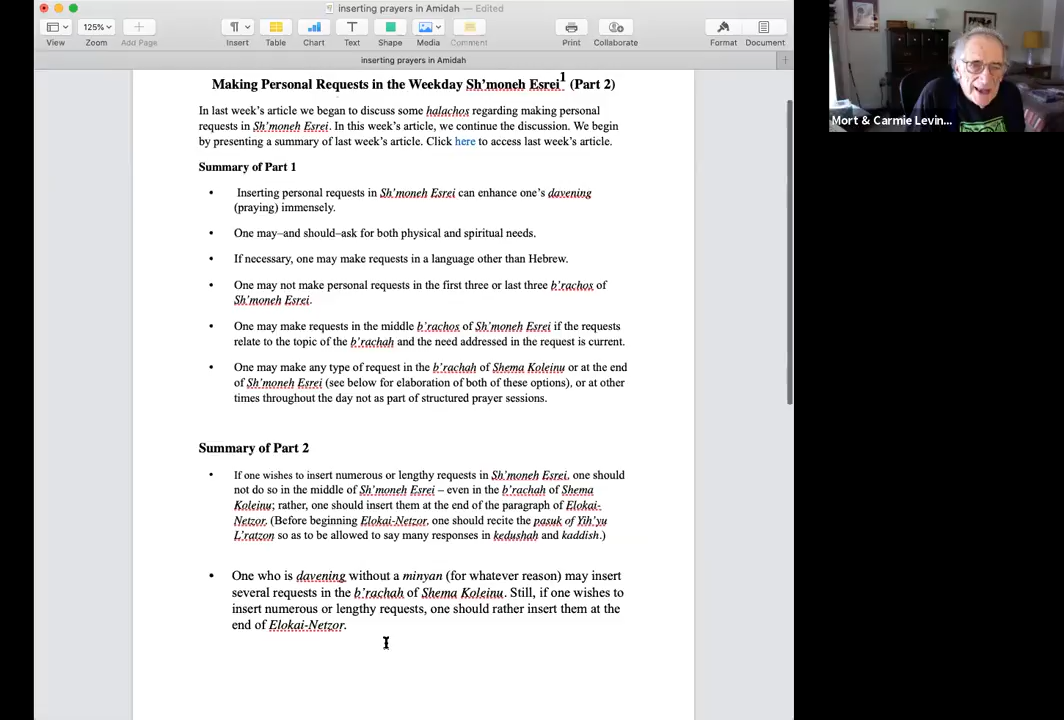 inserting prayers in Amidah — Edited
125%
View
Zoom
Add Page
Insert
Table
Chart
Text
Shape
Media
Comment
Print
Collaborate
Format
Document
inserting prayers in Amidah
Making Personal Requests in the Weekday Sh’moneh Esrei1 (Part 2)
In last week’s article we began to discuss some halachos regarding making personal
requests in Sh’moneh Esrei. In this week’s article, we continue the discussion. We begin
by presenting a summary of last week’s article. Click here to access last week’s article.
Summary of Part 1
• Inserting personal requests in Sh’moneh Esrei can enhance one’s davening
(praying) immensely.
• One may–and should–ask for both physical and spiritual needs.
• If necessary, one may make requests in a language other than Hebrew.
• One may not make personal requests in the first three or last three b’rachos of
Sh’moneh Esrei.
• One may make requests in the middle b’rachos of Sh’moneh Esrei if the requests
relate to the topic of the b’rachah and the need addressed in the request is current.
• One may make any type of request in the b’rachah of Shema Koleinu or at the end
of Sh’moneh Esrei (see below for elaboration of both of these options), or at other
times throughout the day not as part of structured prayer sessions.
Summary of Part 2
• If one wishes to insert numerous or lengthy requests in Sh’moneh Esrei, one should
not do so in the middle of Sh’moneh Esrei – even in the b’rachah of Shema
Koleinu; rather, one should insert them at the end of the paragraph of Elokai-
Netzor. (Before beginning Elokai-Netzor, one should recite the pasuk of Yih’yu
L’ratzon so as to be allowed to say many responses in kedushah and kaddish.)
• One who is davening without a minyan (for whatever reason) may insert
several requests in the b’rachah of Shema Koleinu. Still, if one wishes to
insert numerous or lengthy requests, one should rather insert them at the
end of Elokai-Netzor.
Mort & Carmie Levin...